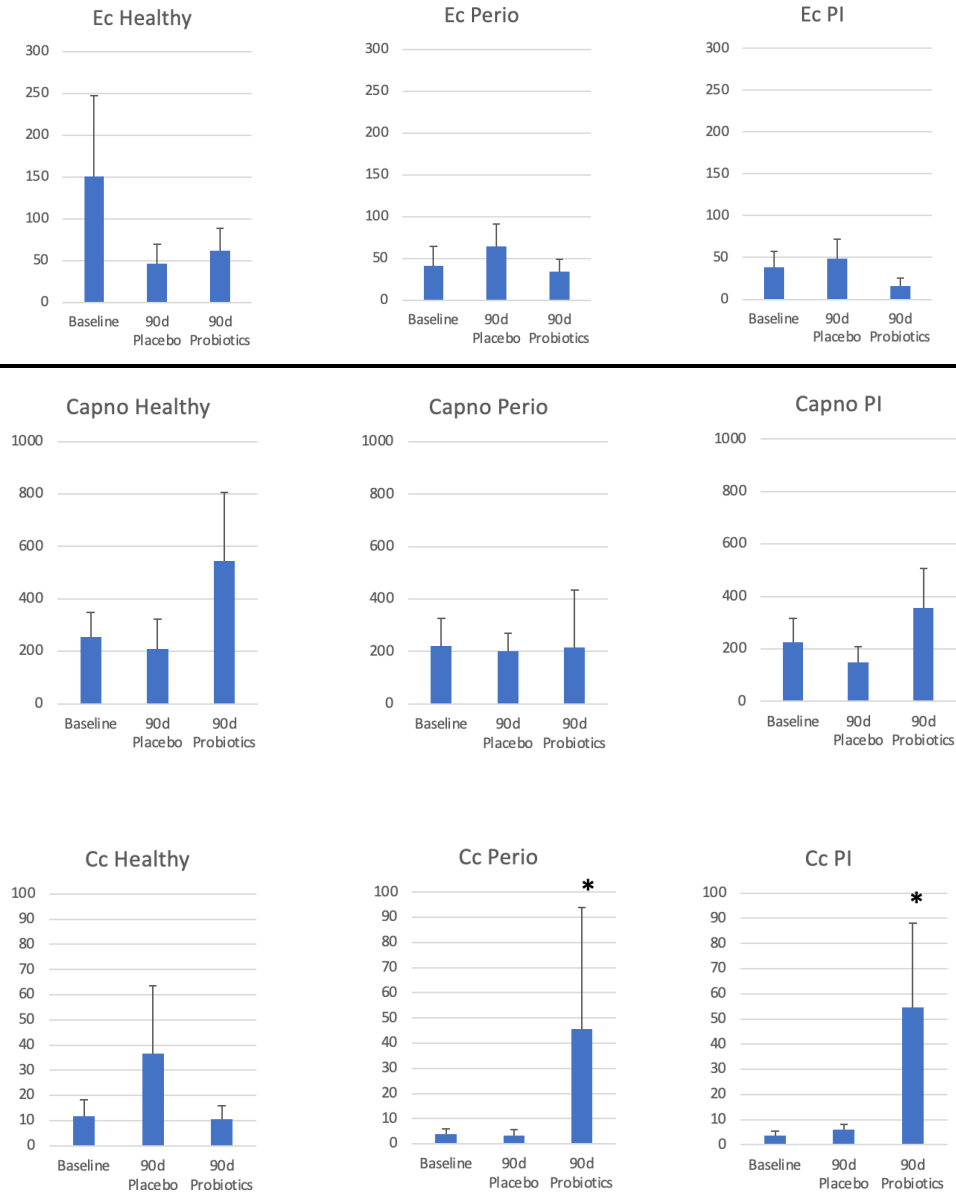 Ec Healthy
300
250
200
150
100
50
0
Baseline
90d
Placebo
90d
Probiotics
Ec Perio
300
250
200
150
100
50
0
Baseline
90d
Placebo
90d
Probiotics
Ec PI
300
250
200
150
100
50
0
Baseline
90d
Placebo
90d
Probiotics
Capno Healthy
1000
800
600
400
200
0
Baseline
90d
Placebo
90d
Probiotics
Capno Perio
1000
800
600
400
200
0
Baseline
90d
Placebo
90d
Probiotics
Capno PI
1000
800
600
400
200
0
Baseline
90d
Placebo
90d
Probiotics
Cc Healthy
100
90
80
70
60
50
40
30
20
10
0
Baseline
90d
Placebo
90d
Probiotics
Cc Perio
*
100
90
80
70
60
50
40
30
20
10
0
Baseline
90d
Placebo
90d
Probiotics
Cc PI
*
100
90
80
70
60
50
40
30
20
10
0
Baseline
90d
Placebo
90d
Probiotics